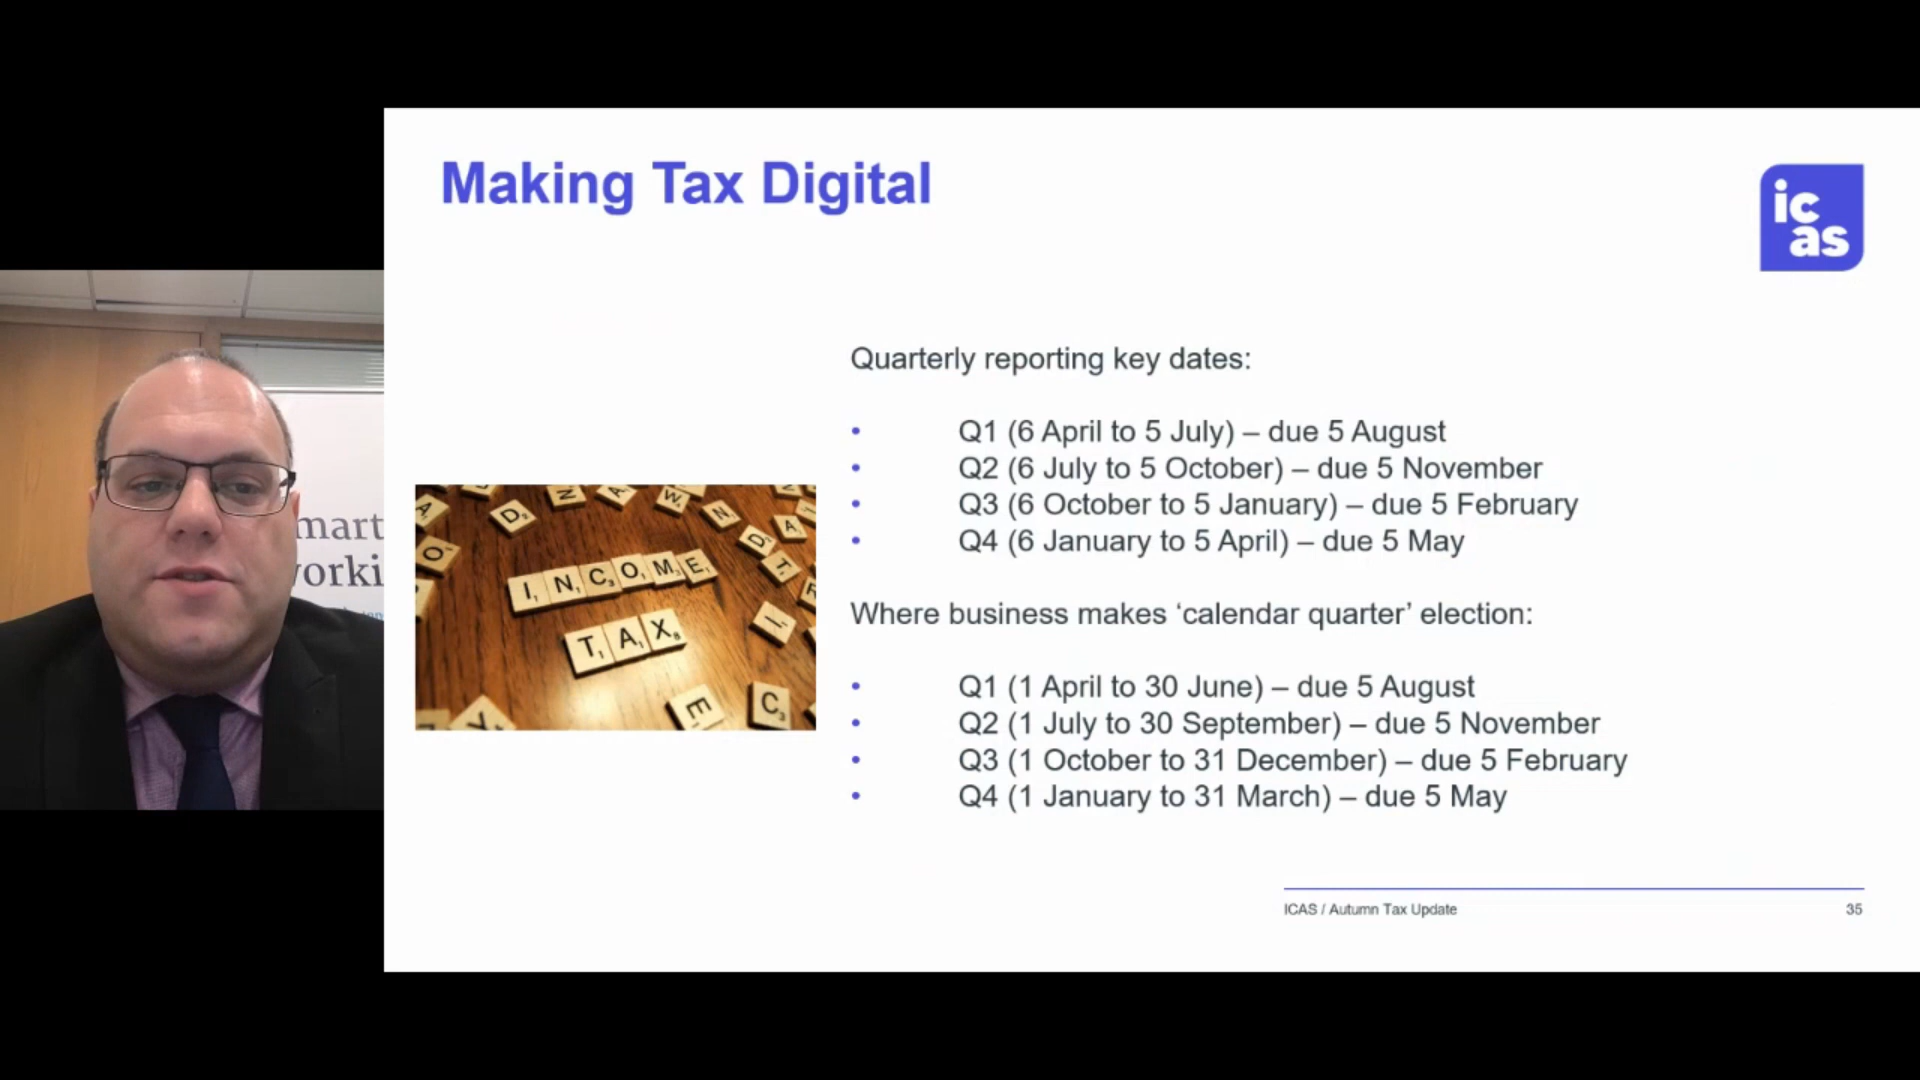 Making Tax Digital
ic
as
mart
orki
Quarterly reporting key dates:
• Q1 (6 April to 5 July) – due 5 August
• Q2 (6 July to 5 October) – due 5 November
• Q3 (6 October to 5 January) – due 5 February
• Q4 (6 January to 5 April) – due 5 May
INCOME
TAX
Where business makes ‘calendar quarter’ election:
• Q1 (1 April to 30 June) – due 5 August
• Q2 (1 July to 30 September) – due 5 November
• Q3 (1 October to 31 December) – due 5 February
• Q4 (1 January to 31 March) – due 5 May
ICAS / Autumn Tax Update
35